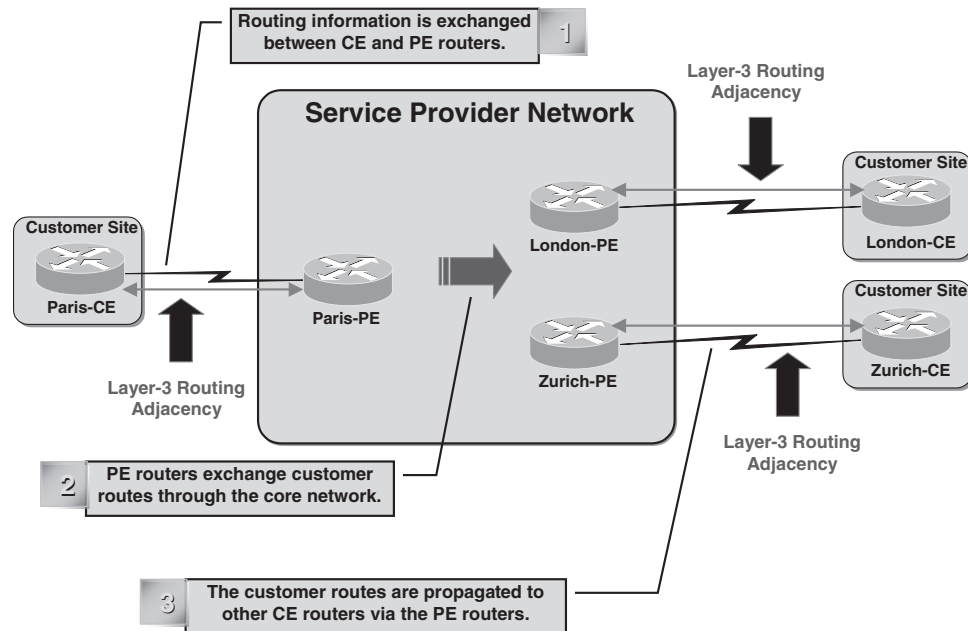 Routing information is exchanged
between CE and PE routers.
1
Layer-3 Routing
Adjacency
Service Provider Network
Customer Site
London-PE
London-CE
Customer Site
Paris-CE
Paris-PE
Customer Site
Zurich-PE
Zurich-CE
Layer-3 Routing
Adjacency
Layer-3 Routing
Adjacency
2
PE routers exchange customer
routes through the core network.
3
The customer routes are propagated to
other CE routers via the PE routers.